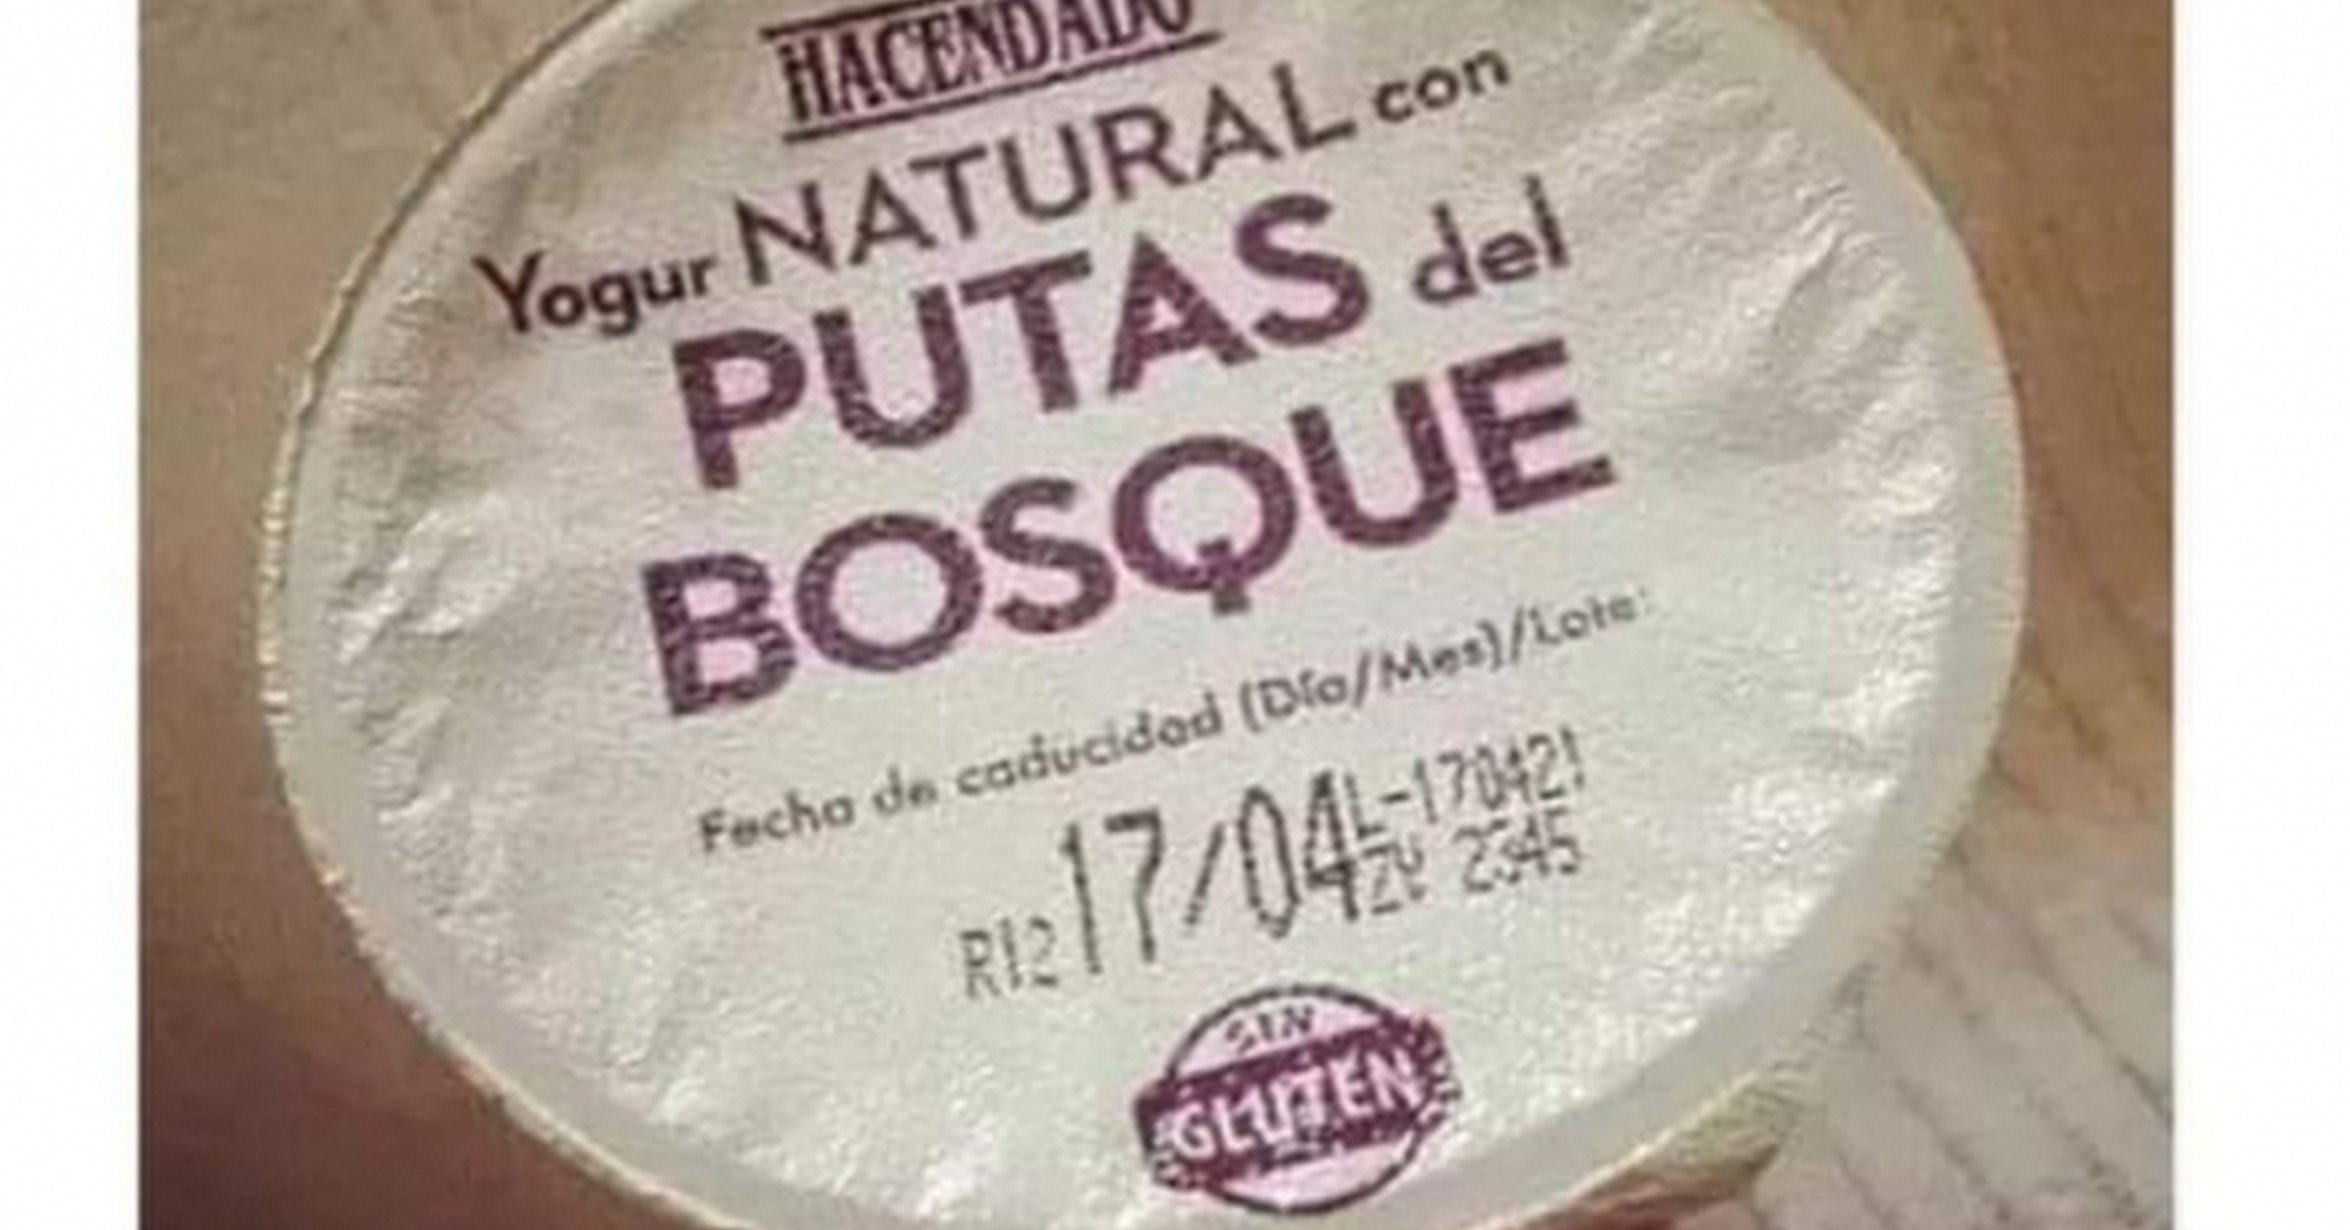 HACENDADO
Yogur NATURAL con
PUTAS del
BOSQUE
Fecha de caducidad (Día/Mes)/Lote:
R12 17/04 L-170421
2345
SIN
GLUTEN